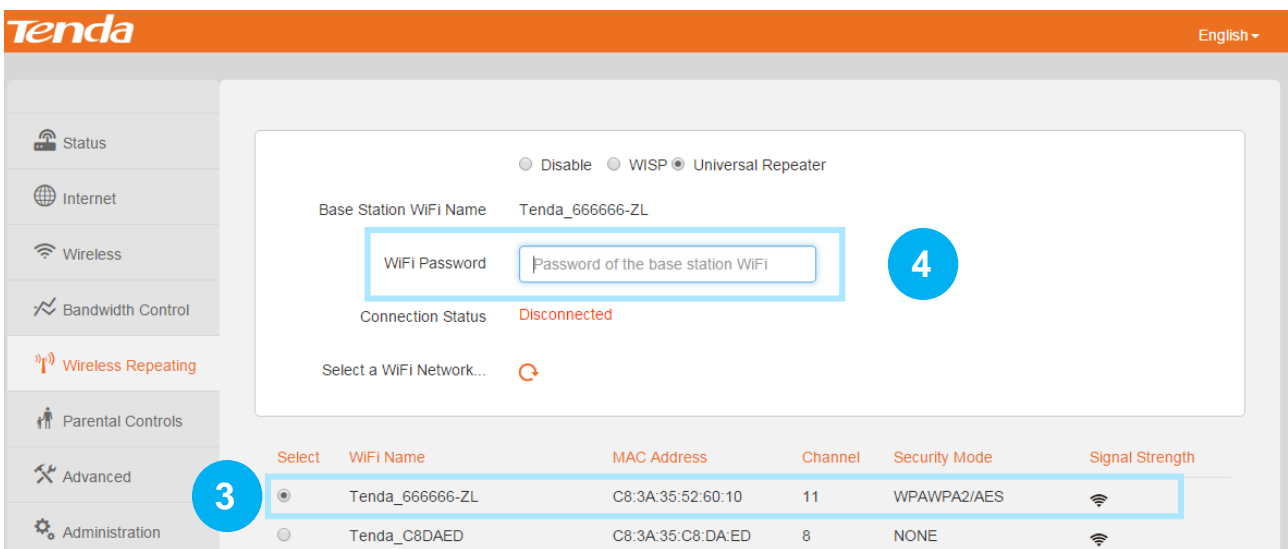 Tenda
English
Status
Internet
Wireless
Bandwidth Control
Wireless Repeating
Parental Controls
Advanced
Administration
Disable WISP Universal Repeater
Base Station WiFi Name Tenda_666666-ZL
WiFi Password Password of the base station WiFi
4
Connection Status Disconnected
Select a WiFi Network...
Select WiFi Name MAC Address Channel Security Mode Signal Strength
3
Tenda_666666-ZL C8:3A:35:52:60:10 11 WPAWPA2/AES
Tenda_C8DAED C8:3A:35:C8:DA:ED 8 NONE